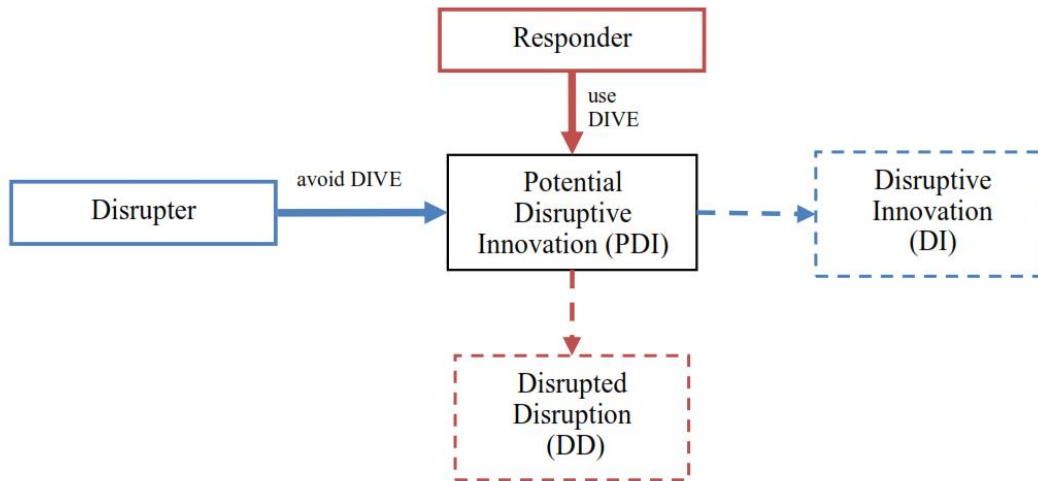 Responder
use
DIVE
avoid DIVE
Disrupter
Potential
Disruptive
Innovation (PDI)
Disruptive
Innovation
(DI)
Disrupted
Disruption
(DD)